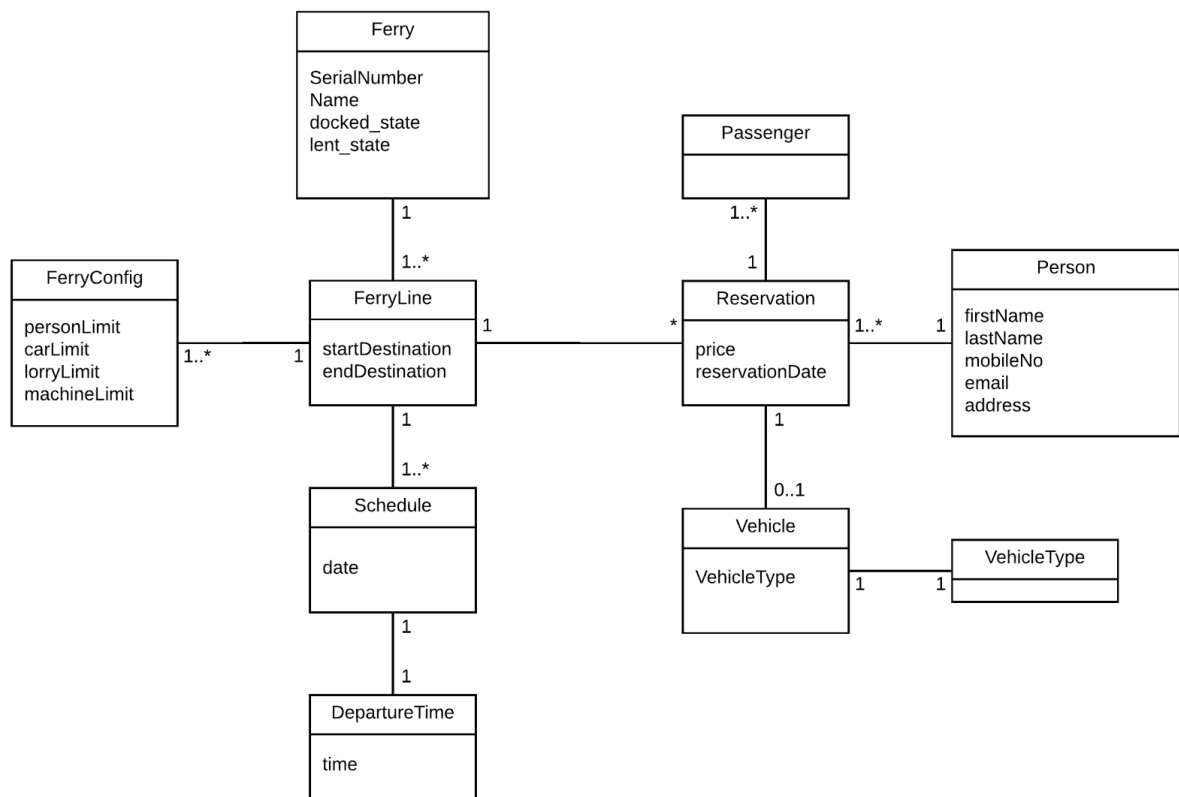 Ferry
SerialNumber
Name
docked_state
lent_state
1
1..*
Passenger
1..*
1
FerryConfig
personLimit
carLimit
lorryLimit
machineLimit
1..*
1
FerryLine
startDestination
endDestination
1
*
Reservation
price
reservationDate
1..*
1
Person
firstName
lastName
mobileNo
email
address
1
1..*
Schedule
date
1
1
DepartureTime
time
1
0..1
Vehicle
VehicleType
1
1
VehicleType